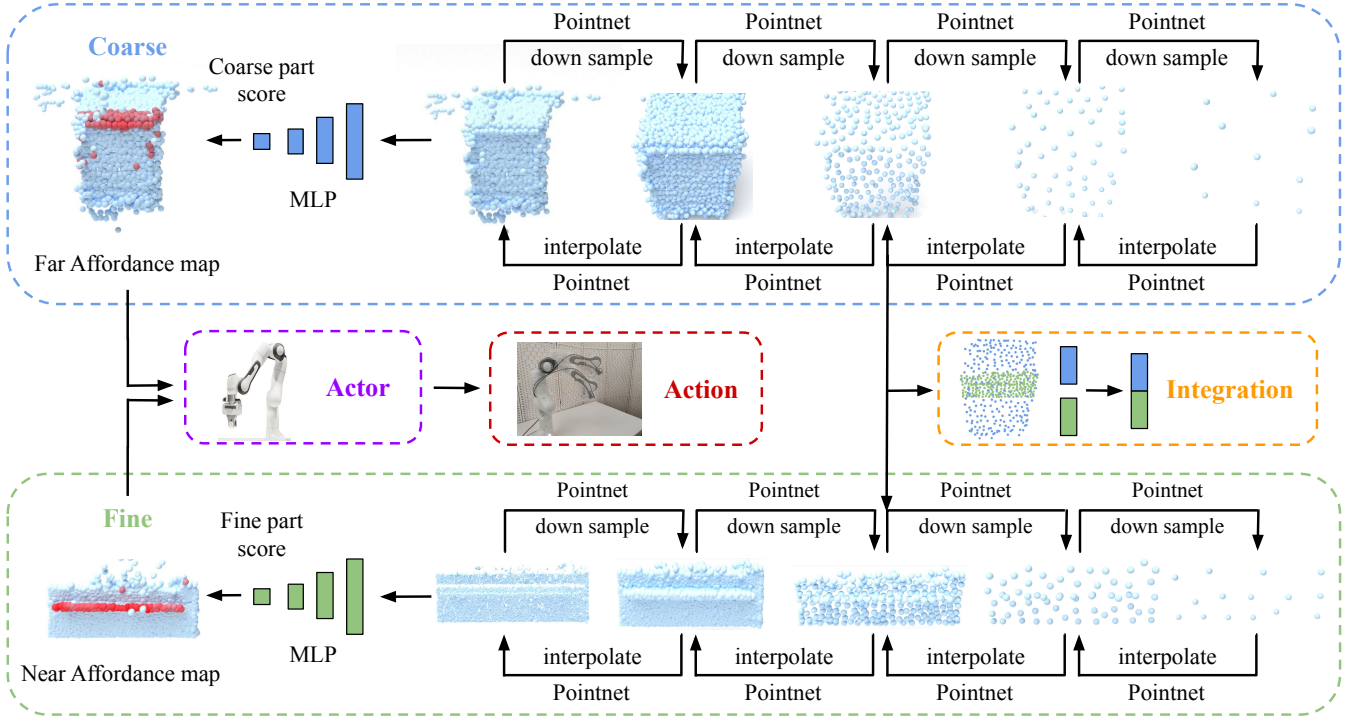 Pointnet
Pointnet
Pointnet
Pointnet
Coarse
down sample
down sample
down sample
down sample
Coarse part
score
MLP
interpolate
interpolate
interpolate
interpolate
Far Affordance map
Pointnet
Pointnet
Pointnet
Pointnet
Actor
Action
Integration
Pointnet
Pointnet
Pointnet
Pointnet
Fine
Fine part
score
down sample
down sample
down sample
down sample
MLP
interpolate
interpolate
interpolate
interpolate
Near Affordance map
Pointnet
Pointnet
Pointnet
Pointnet